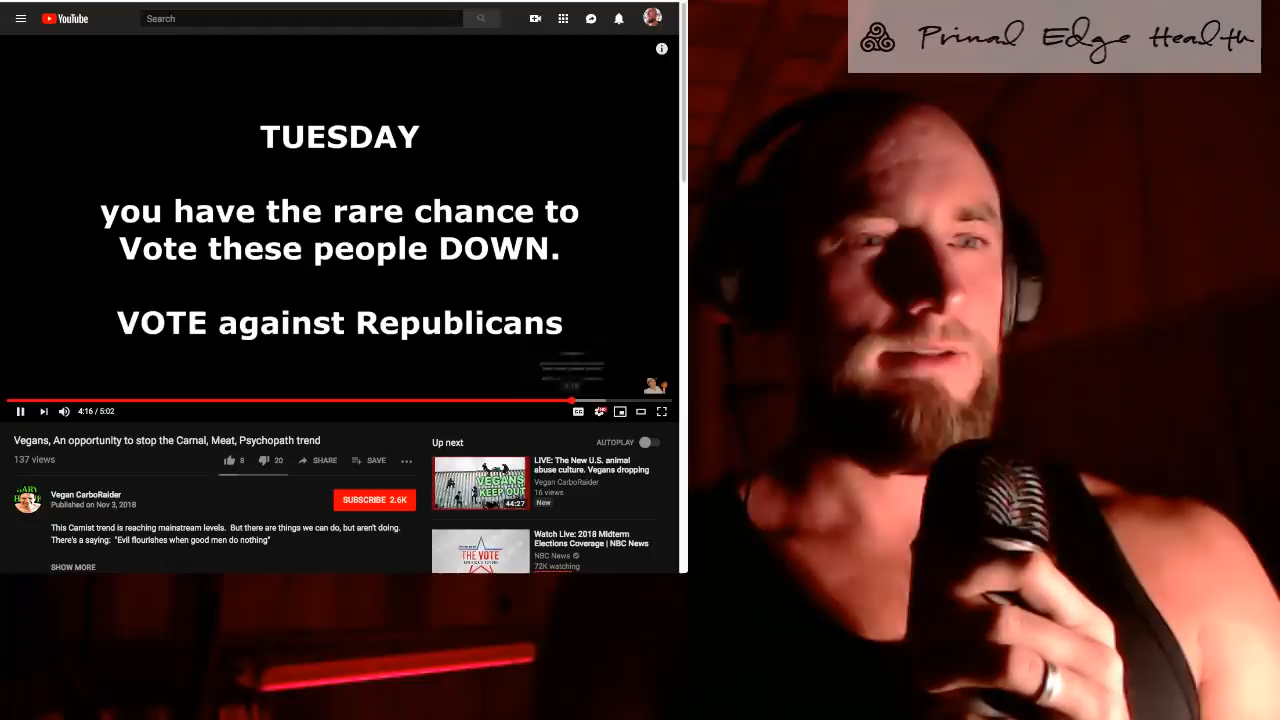 YouTube
Search
Primal Edge Health
TUESDAY
you have the rare chance to
Vote these people DOWN.
VOTE against Republicans
4:16 / 5:02
Vegans, An opportunity to stop the Carnal, Meat, Psychopath trend
137 views
8
20
SHARE
SAVE
Vegan CarboRaider
Published on Nov 3, 2018
SUBSCRIBE 2.6K
This Carnist trend is reaching mainstream levels. But there are things we can do, but aren't doing.
There's a saying: "Evil flourishes when good men do nothing"
SHOW MORE
Up next
AUTOPLAY
VEGANS
KEEP OUT
44:27
LIVE: The New U.S. animal
abuse culture. Vegans dropping
Vegan CarboRaider
16 views
New
THE VOTE
Watch Live: 2018 Midterm
Elections Coverage | NBC News
NBC News
72K watching